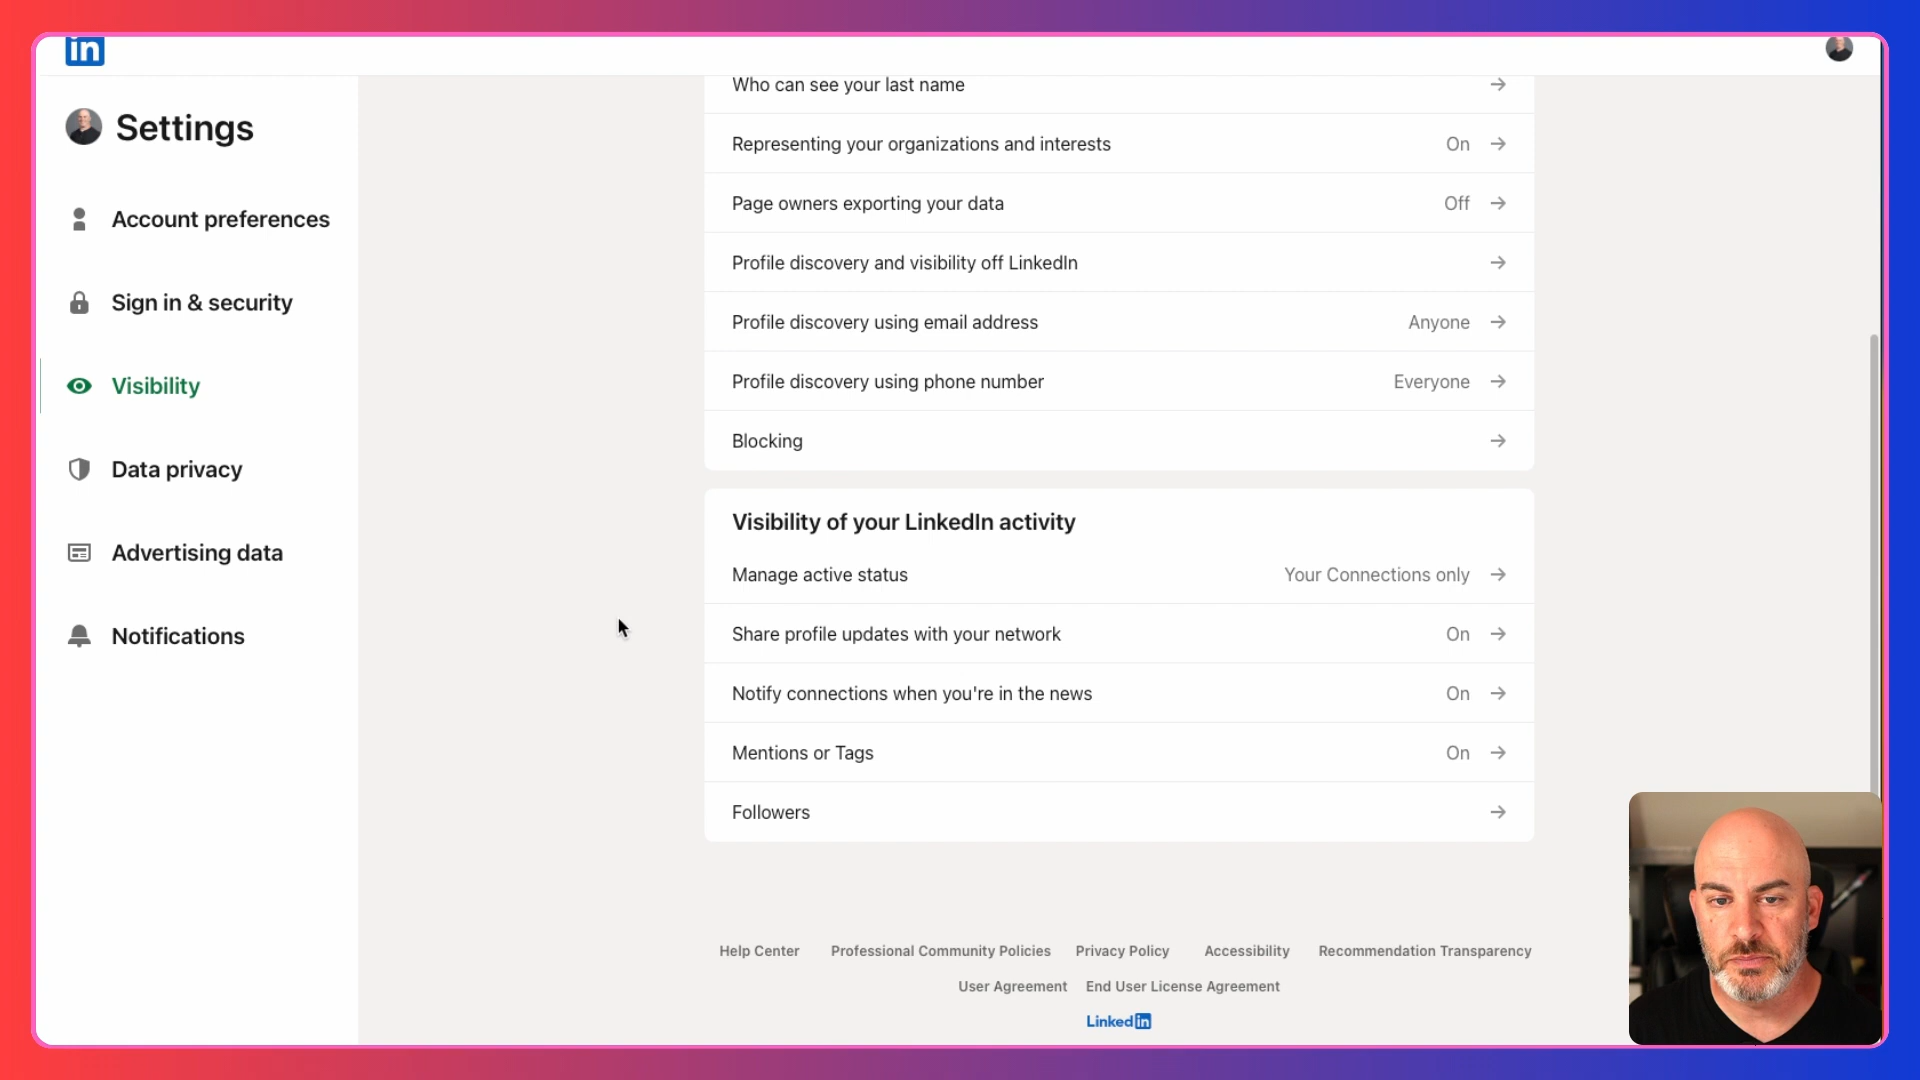 in
Settings
Account preferences
Sign in & security
Visibility
Data privacy
Advertising data
Notifications
Who can see your last name
Representing your organizations and interests On
Page owners exporting your data Off
Profile discovery and visibility off LinkedIn
Profile discovery using email address Anyone
Profile discovery using phone number Everyone
Blocking
Visibility of your LinkedIn activity
Manage active status Your Connections only
Share profile updates with your network On
Notify connections when you're in the news On
Mentions or Tags On
Followers
Help Center Professional Community Policies Privacy Policy Accessibility Recommendation Transparency
User Agreement End User License Agreement
Linked in